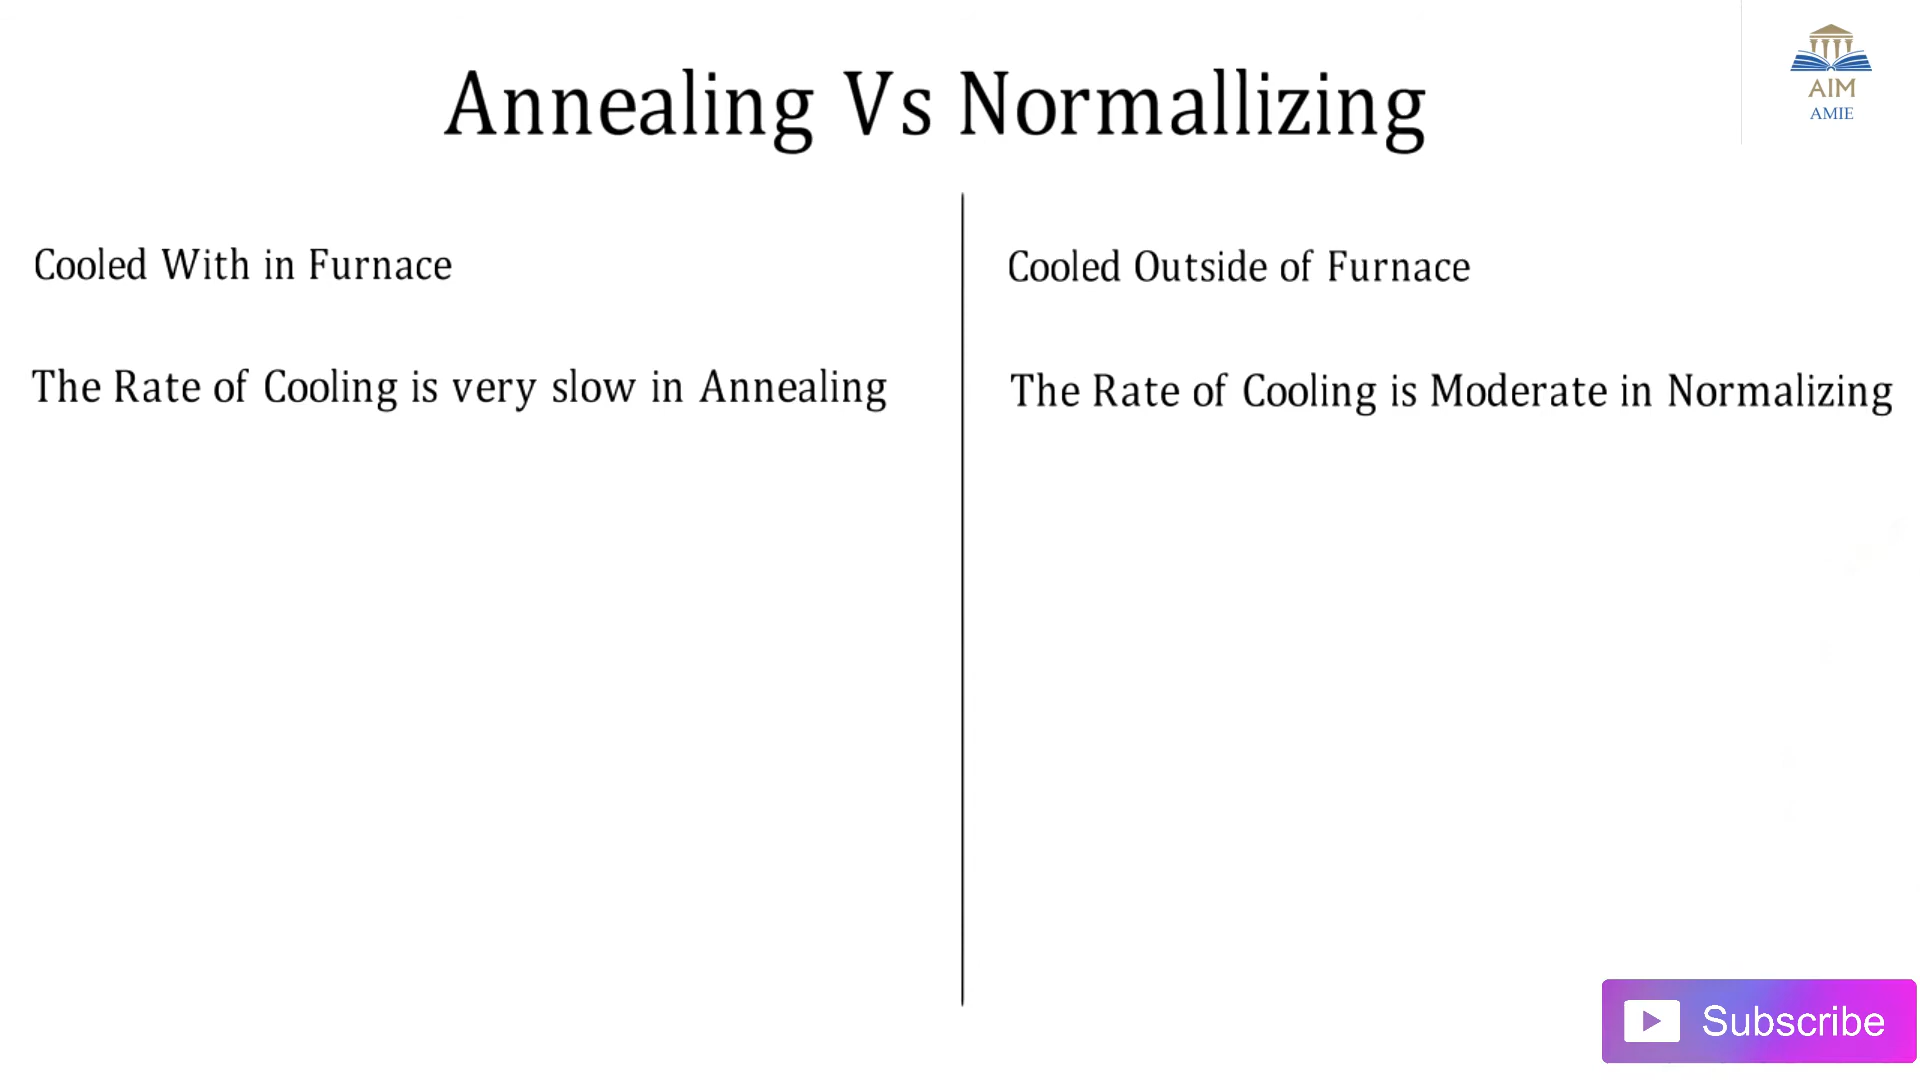 Annealing Vs Normallizing
AIM
AMIE
Cooled With in Furnace
The Rate of Cooling is very slow in Annealing
Cooled Outside of Furnace
The Rate of Cooling is Moderate in Normalizing
Subscribe